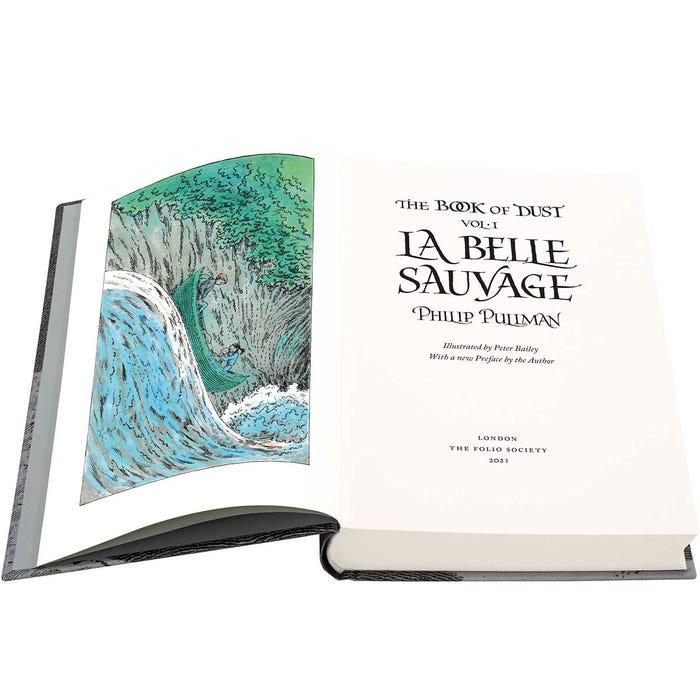 THE BOOK OF DUST
VOL·I
LA BELLE
SAUVAGE
PHILIP PULLMAN
Illustrated by Peter Bailey
With a new Preface by the Author
LONDON
THE FOLIO SOCIETY
2021